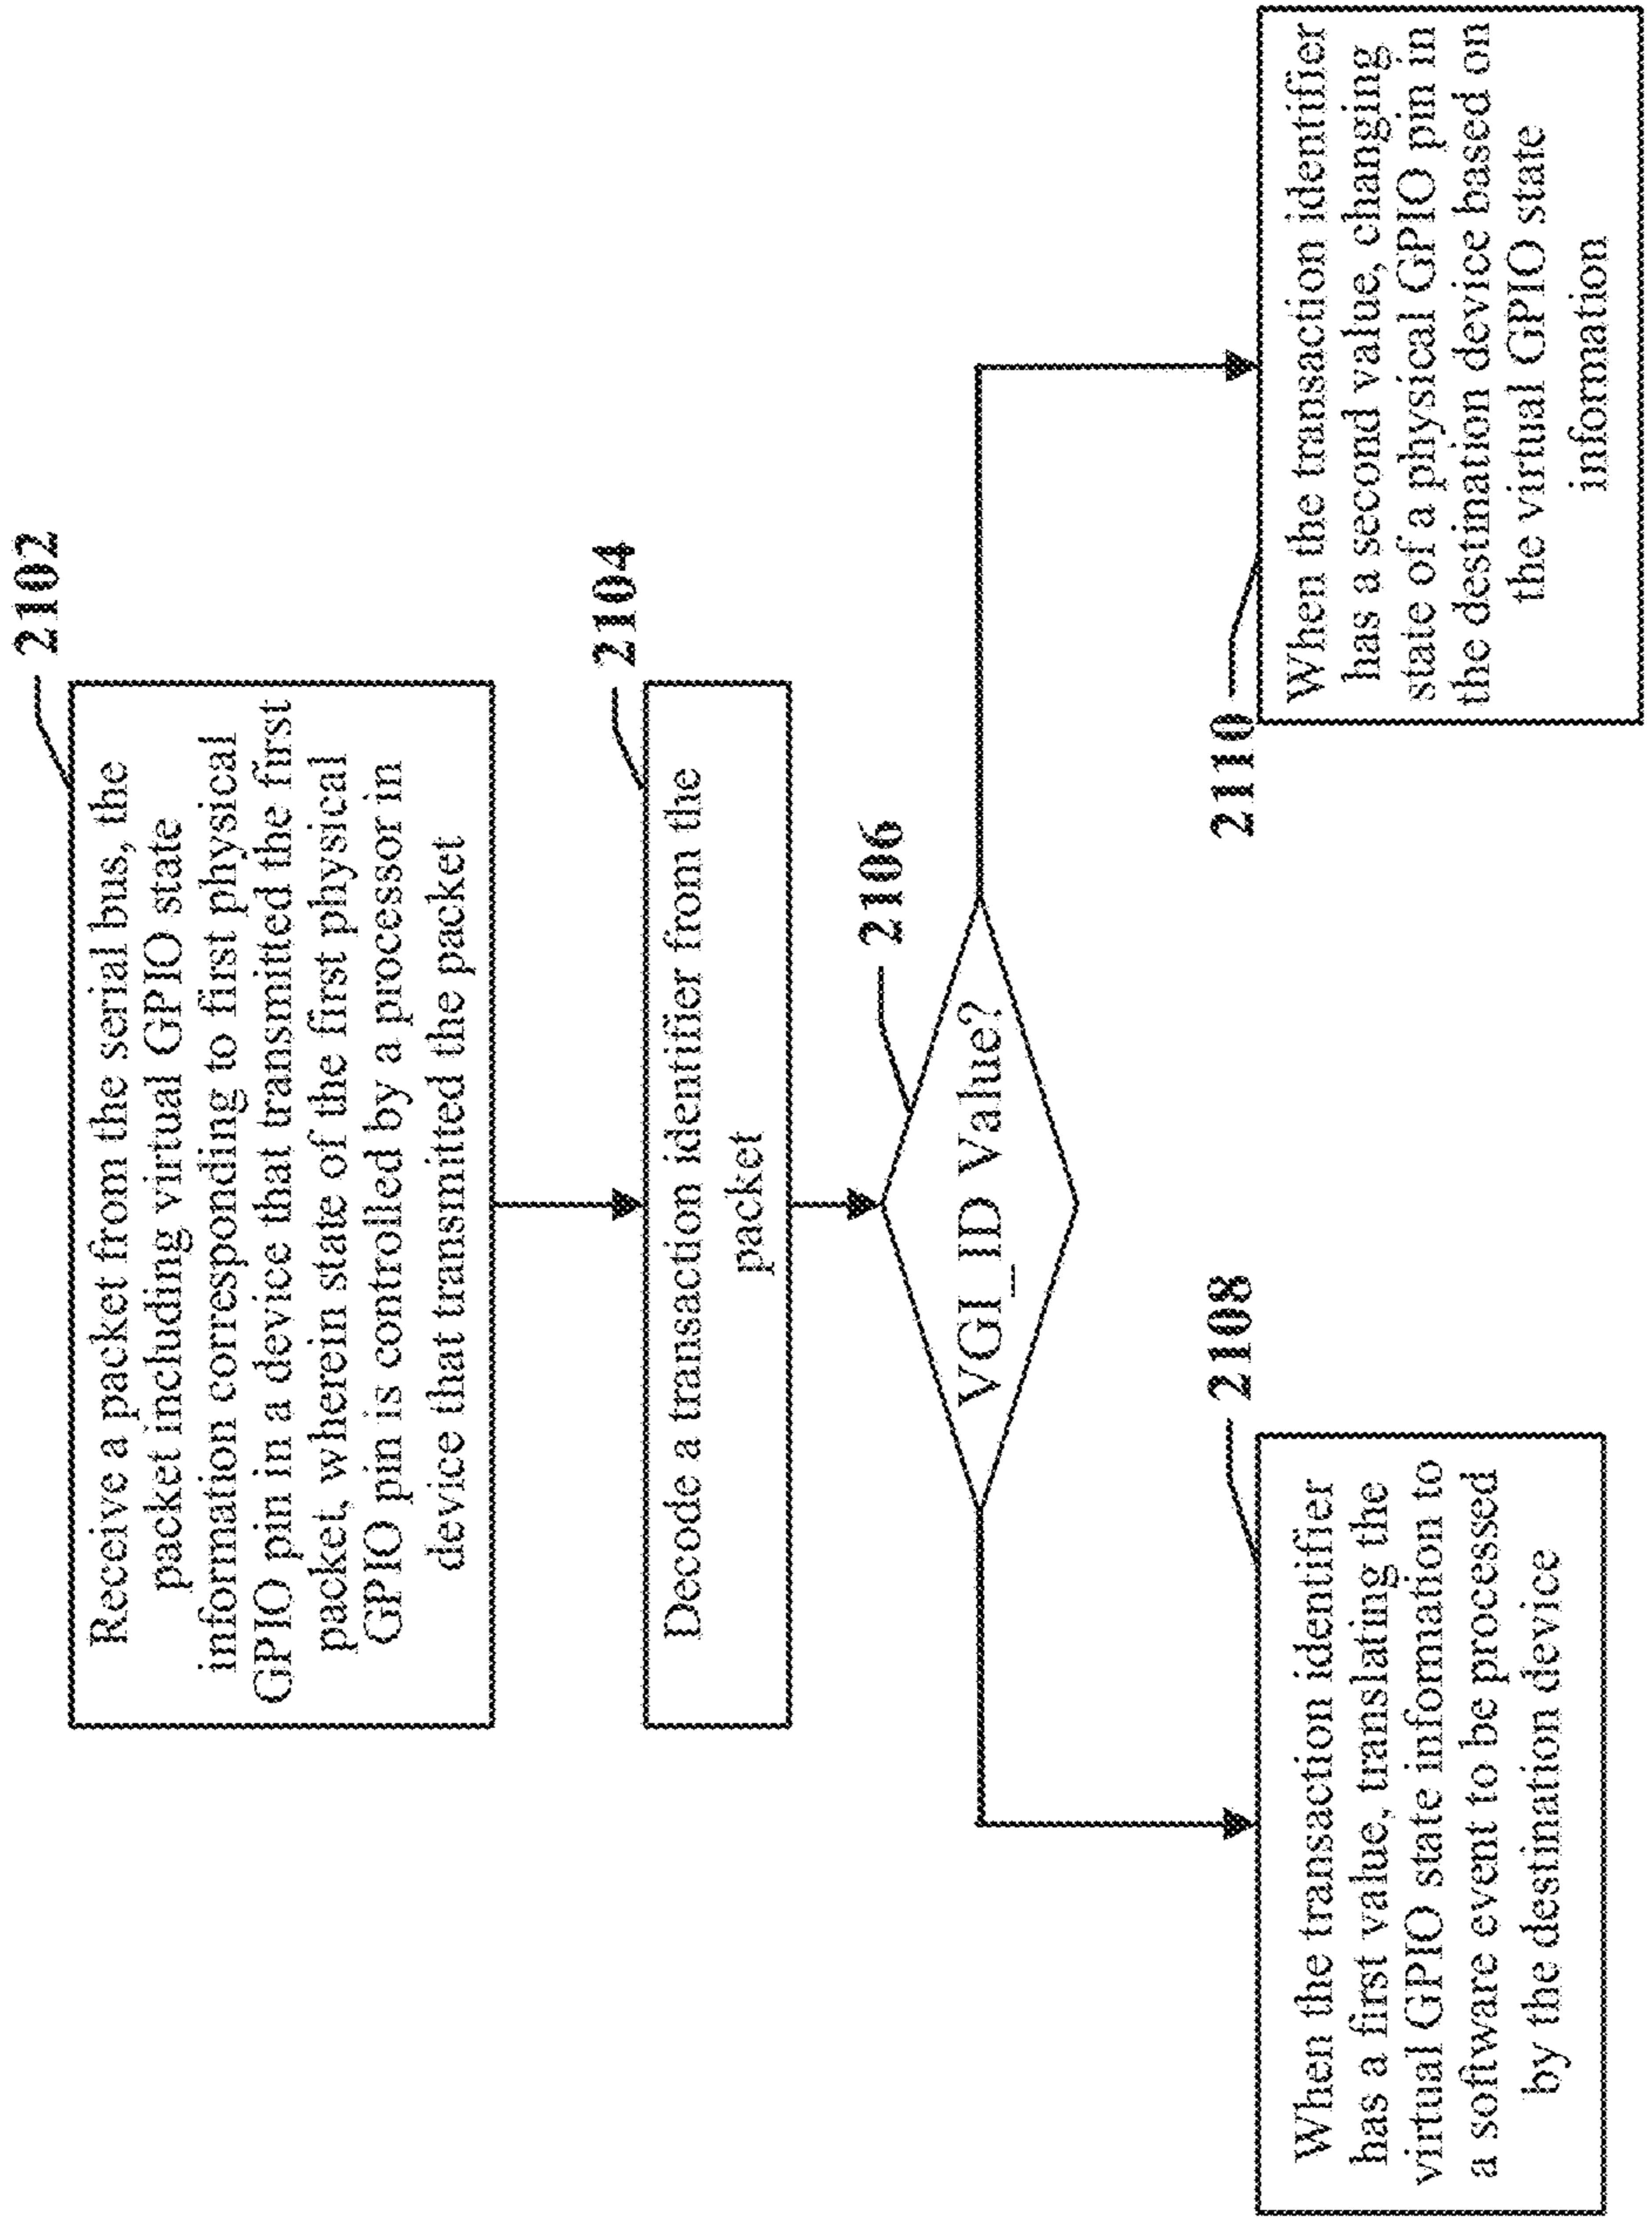 2102
Receive a packet from the serial bus, the
packet including virtual GPIO state
information corresponding to first physical
GPIO pin in a device that transmitted the first
packet, wherein state of the first physical
GPIO pin is controlled by a processor in
device that transmitted the packet
2104
Decode a transaction identifier from the
packet
2106
VGI_ID Value?
2108
When the transaction identifier
has a first value, translating the
virtual GPIO state information to
a software event to be processed
by the destination device
2110
When the transaction identifier
has a second value, changing
state of a physical GPIO pin in
the destination device based on
the virtual GPIO state
information